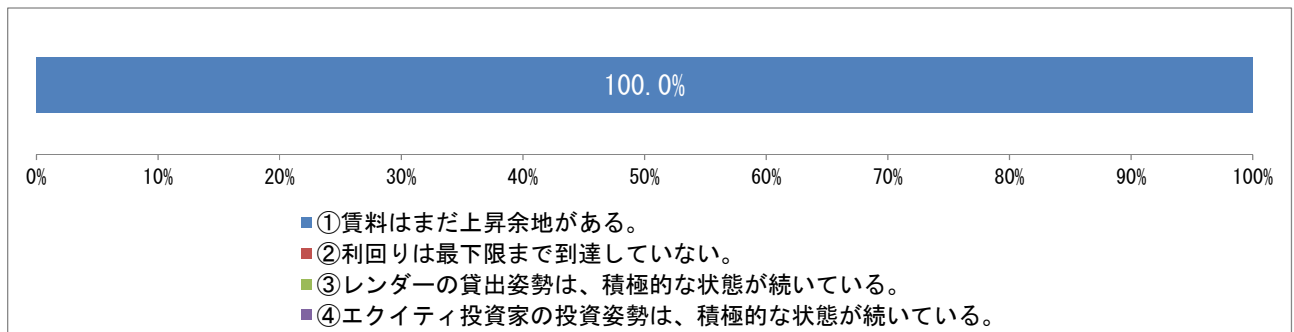 100.0%
0% 10% 20% 30% 40% 50% 60% 70% 80% 90% 100%
①賃料はまだ上昇余地がある。
②利回りは最下限まで到達していない。
③レンダーの貸出姿勢は、積極的な状態が続いている。
④エクイティ投資家の投資姿勢は、積極的な状態が続いている。